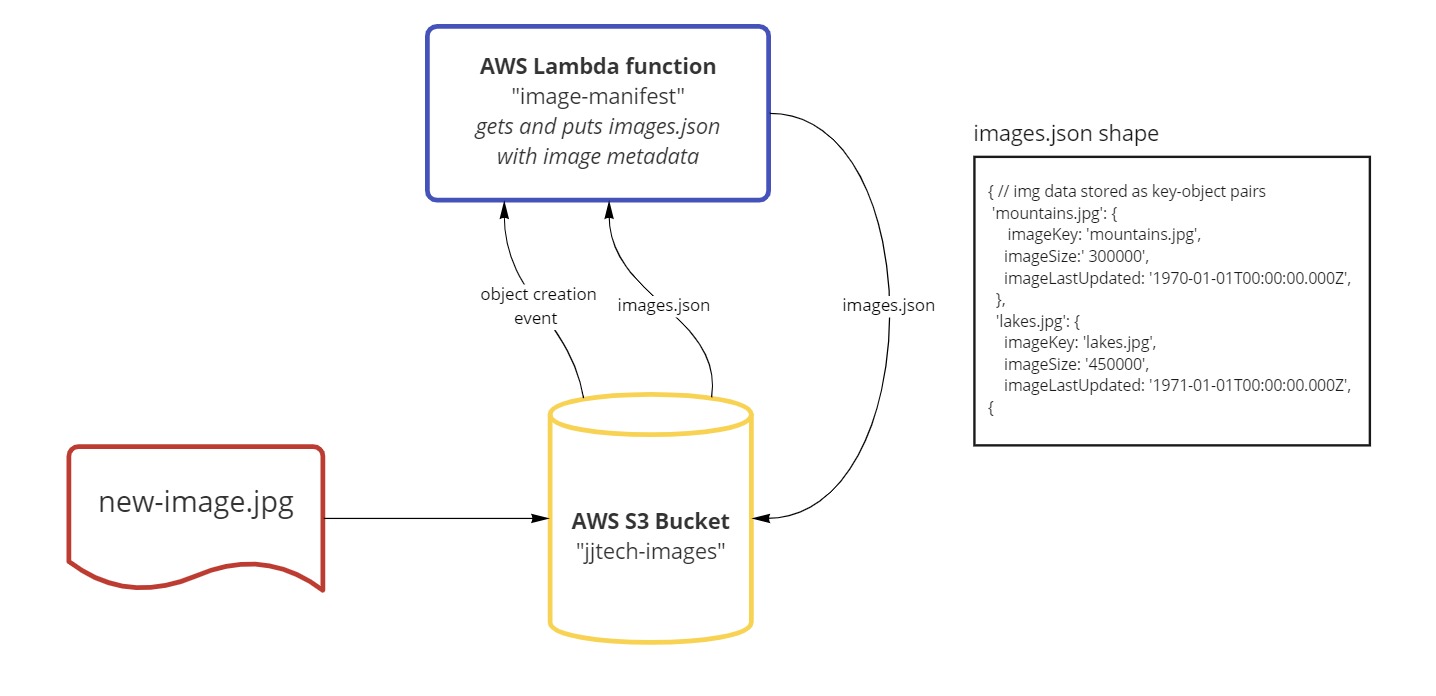 AWS Lambda function
"image-manifest"
gets and puts images.json
with image metadata
images.json shape
{ // img data stored as key-object pairs
'mountains.jpg': {
imageKey: 'mountains.jpg',
imageSize:' 300000',
imageLastUpdated: '1970-01-01T00:00:00.000Z',
},
'lakes.jpg': {
imageKey: 'lakes.jpg',
imageSize: '450000',
imageLastUpdated: '1971-01-01T00:00:00.000Z',
{
object creation
event
images.json
images.json
new-image.jpg
AWS S3 Bucket
"jjtech-images"